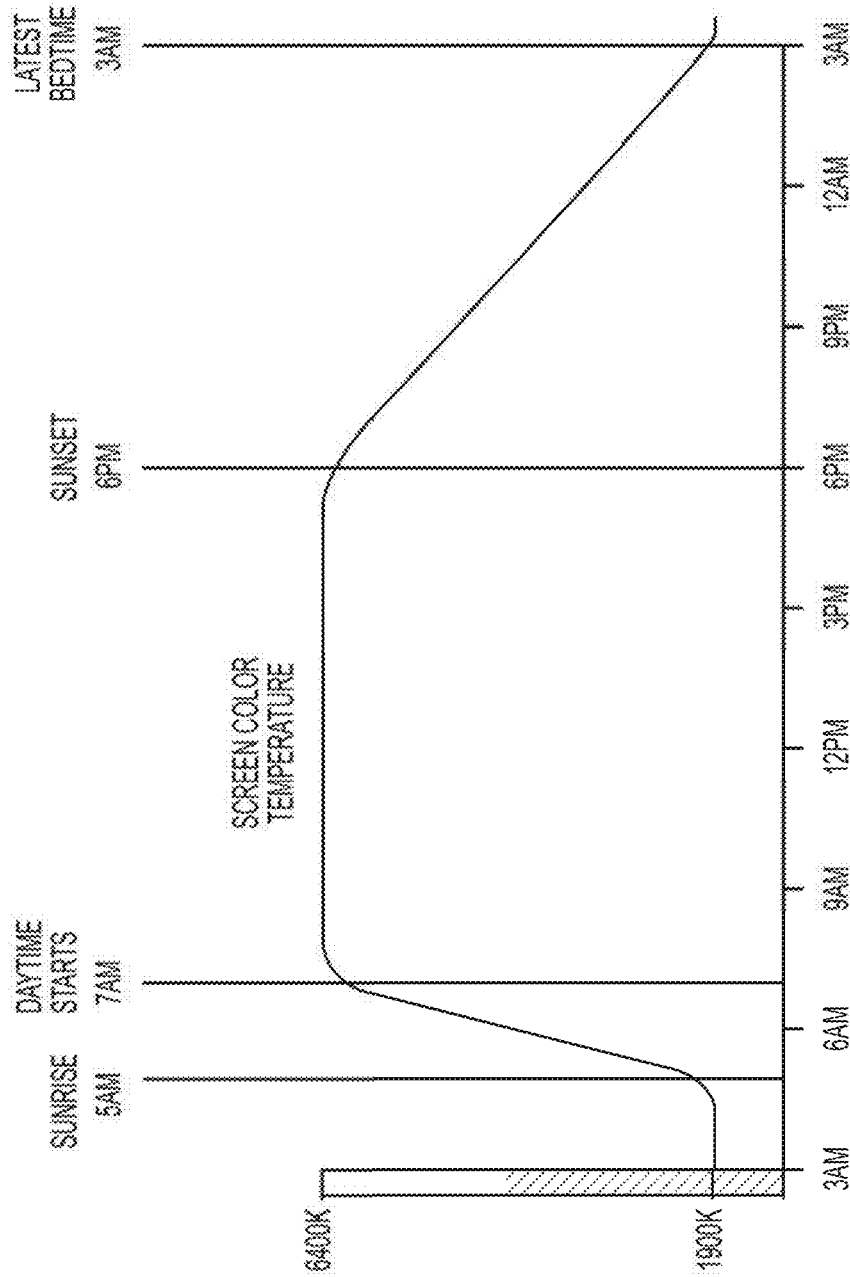 SUNRISE
5AM
DAYTIME
STARTS
7AM
SUNSET
6PM
LATEST
BEDTIME
3AM
SCREEN COLOR
TEMPERATURE
6400K
1900K
3AM
6AM
9AM
12PM
3PM
6PM
9PM
12AM
3AM